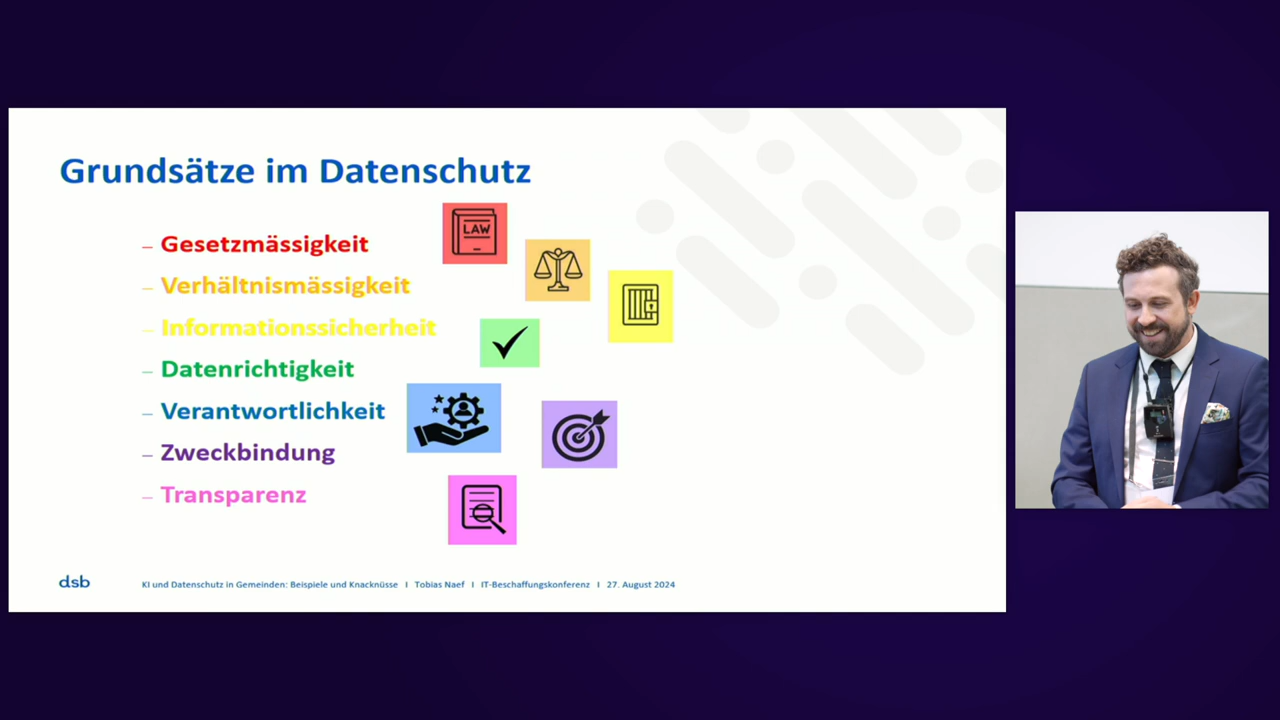 Grundsätze im Datenschutz
– Gesetzmässigkeit
– Verhältnismässigkeit
– Informationssicherheit
– Datenrichtigkeit
– Verantwortlichkeit
– Zweckbindung
– Transparenz
LAW
dsb
KI und Datenschutz in Gemeinden: Beispiele und Knacknüsse I Tobias Naef I IT-Beschaffungskonferenz I 27. August 2024